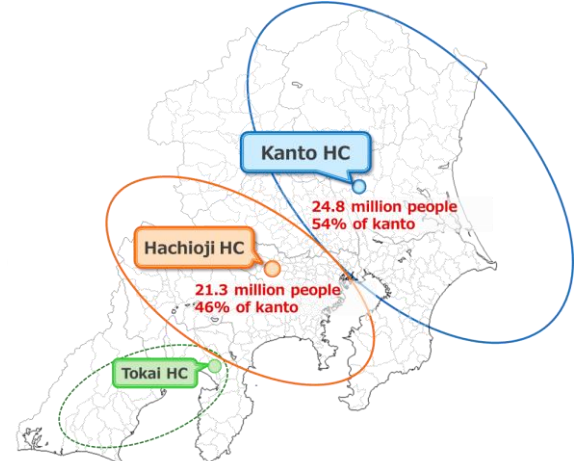 Kanto HC
24.8 million people
54% of kanto
Hachioji HC
21.3 million people
46% of kanto
Tokai HC